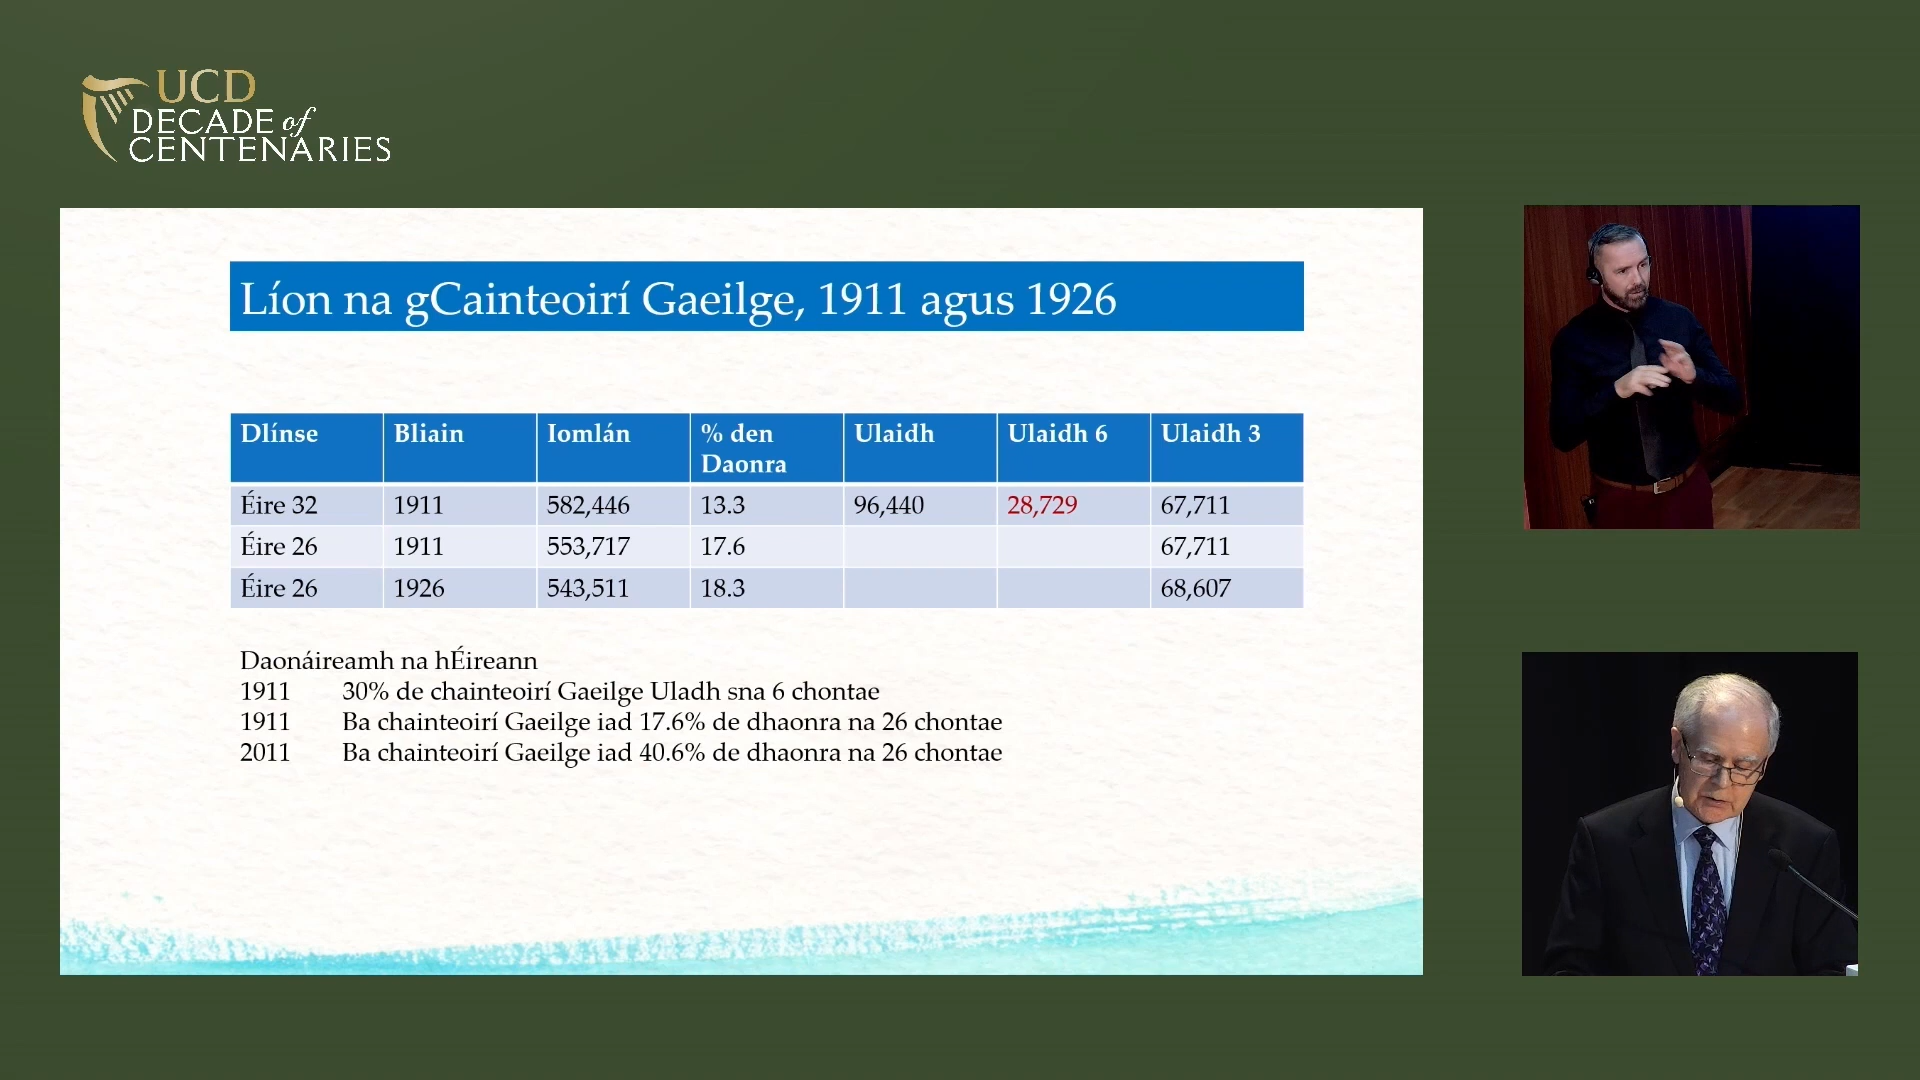 UCD
DECADE of
CENTENARIES
Líon na gCainteoirí Gaeilge, 1911 agus 1926
Dlínse Bliain Iomlán % den Daonra Ulaidh Ulaidh 6 Ulaidh 3
Éire 32 1911 582,446 13.3 96,440 28,729 67,711
Éire 26 1911 553,717 17.6 67,711
Éire 26 1926 543,511 18.3 68,607
Daonáireamh na hÉireann
1911 30% de chainteoirí Gaeilge Uladh sna 6 chontae
1911 Ba chainteoirí Gaeilge iad 17.6% de dhaonra na 26 chontae
2011 Ba chainteoirí Gaeilge iad 40.6% de dhaonra na 26 chontae